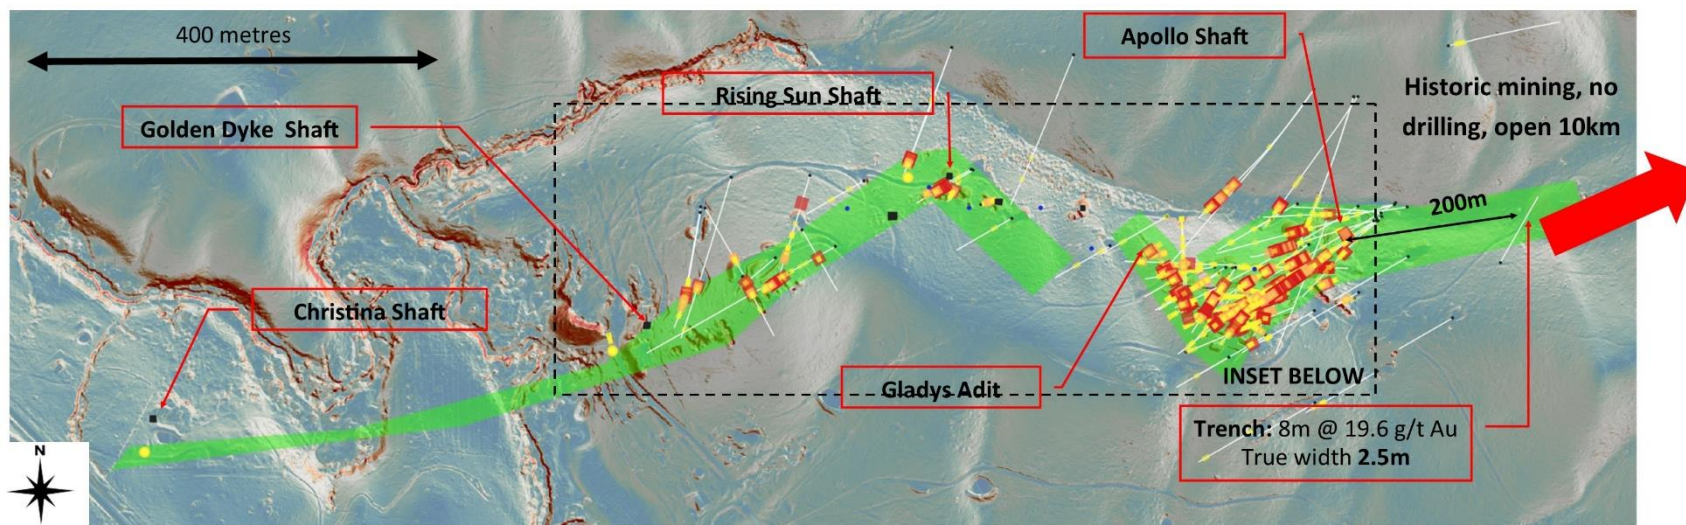 400 metres
Apollo Shaft
Rising Sun Shaft
Historic mining, no
drilling, open 10km
Golden Dyke Shaft
200m
Christina Shaft
Gladys Adit
INSET BELOW
Trench: 8m @ 19.6 g/t Au
True width 2.5m
N